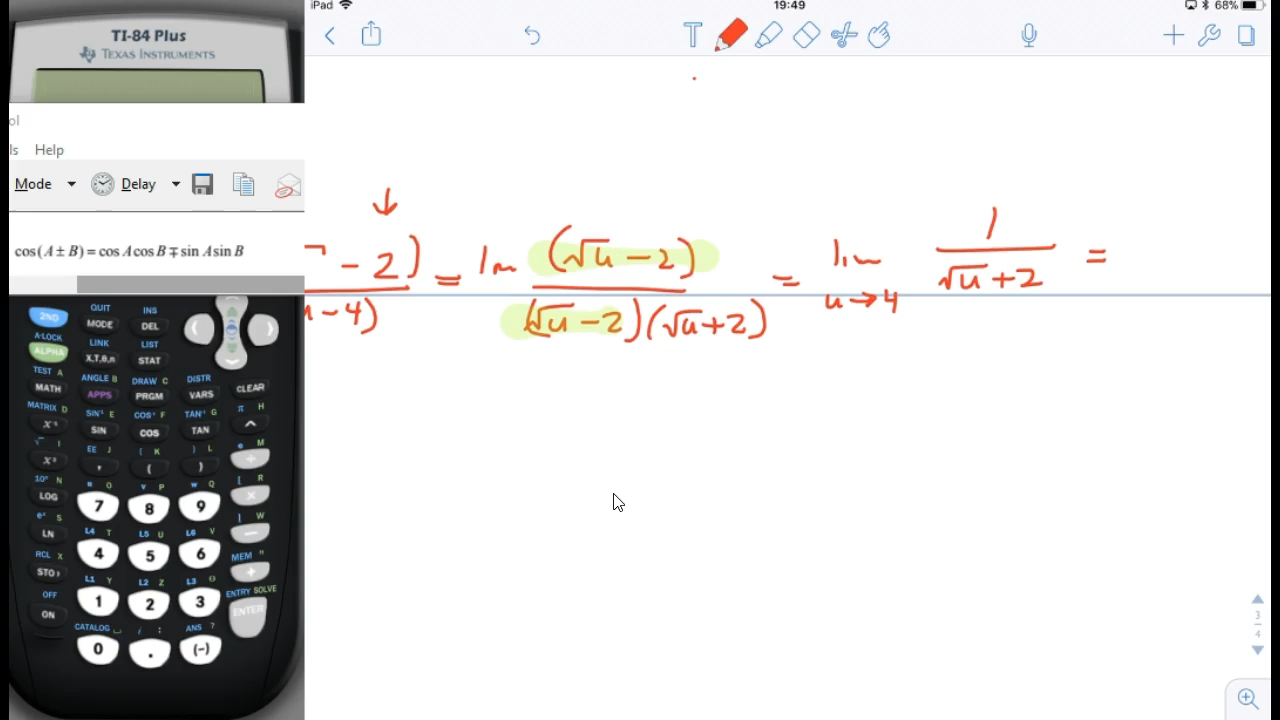 iPad 19:49 68%
TI-84 Plus
TEXAS INSTRUMENTS
T
ol
ls Help
Mode Delay
cos(A ± B) = cos A cos B ∓ sin A sin B
- 2) = lim (√u - 2) = lim 1 =
u - 4) (√u - 2)(√u + 2) u→4 √u + 2
QUIT INS
2ND MODE DEL
A-LOCK LINK LIST
ALPHA X,T,θ,n STAT
TEST A ANGLE B DRAW C DISTR
MATH APPS PRGM VARS CLEAR
MATRIX D SIN⁻¹ E COS⁻¹ F TAN⁻¹ G π H
X⁻¹ SIN COS TAN ^
√ I EE J { K } L e M
X² , ( ) ÷
10ˣ N u O v P w Q [ R
LOG 7 8 9 ×
eˣ S L4 T L5 U L6 V ] W
LN 4 5 6 −
RCL X L1 Y L2 Z L3 θ MEM "
STO› 1 2 3 +
OFF CATALOG i : ANS ? ENTRY SOLVE
ON 0 . (-) ENTER
3
4